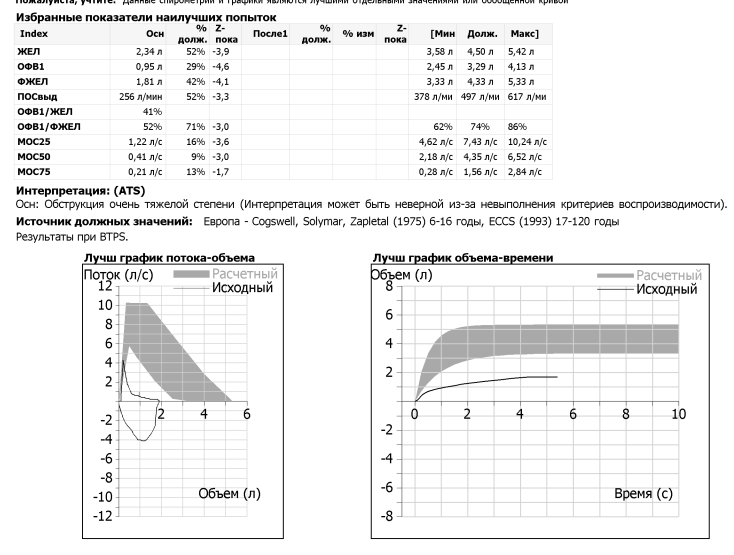 Пожалуйста, учтите: Данные спирометрии и графики являются лучшими отдельными значениями или обобщенной кривой
Избранные показатели наилучших попыток
Index Осн % долж. Z-пока После1 % долж. % изм Z-пока [Мин Долж. Макс]
ЖЕЛ 2,34 л 52% -3,9 3,58 л 4,50 л 5,42 л
ОФВ1 0,95 л 29% -4,6 2,45 л 3,29 л 4,13 л
ФЖЕЛ 1,81 л 42% -4,1 3,33 л 4,33 л 5,33 л
ПОСвыд 256 л/мин 52% -3,3 378 л/ми 497 л/ми 617 л/ми
ОФВ1/ЖЕЛ 41%
ОФВ1/ФЖЕЛ 52% 71% -3,0 62% 74% 86%
МОС25 1,22 л/с 16% -3,6 4,62 л/с 7,43 л/с 10,24 л/с
МОС50 0,41 л/с 9% -3,0 2,18 л/с 4,35 л/с 6,52 л/с
МОС75 0,21 л/с 13% -1,7 0,28 л/с 1,56 л/с 2,84 л/с
Интерпретация: (ATS)
Осн: Обструкция очень тяжелой степени (Интерпретация может быть неверной из-за невыполнения критериев воспроизводимости).
Источник должных значений: Европа - Cogswell, Solymar, Zapletal (1975) 6-16 годы, ECCS (1993) 17-120 годы
Результаты при BTPS.
Лучш график потока-объема
Поток (л/с)
Расчетный
Исходный
12
10
8
6
4
2
2 4 6
-2
-4
-6
-8
-10
-12
Объем (л)
Лучш график объема-времени
Объем (л)
Расчетный
Исходный
8
6
4
2
0 2 4 6 8 10
-2
-4
-6
-8
Время (с)